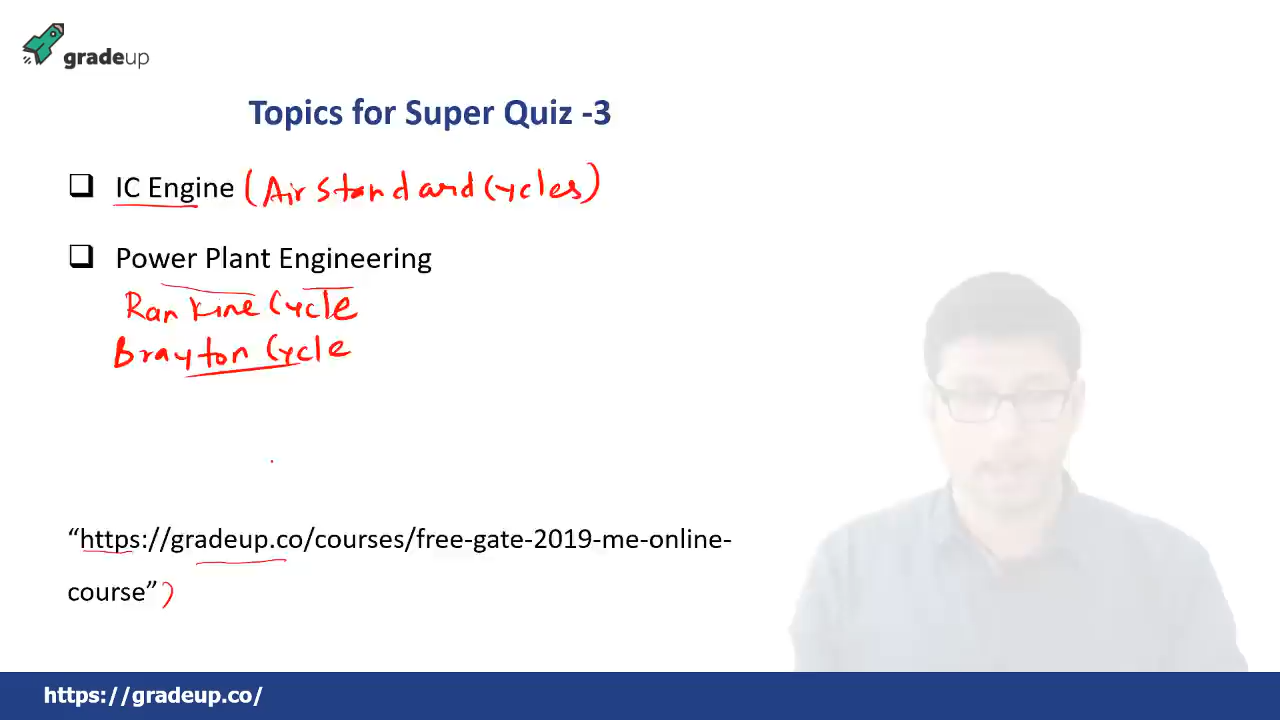 gradeup
Topics for Super Quiz -3
IC Engine (Air Standard Cycles)
Power Plant Engineering
Rankine Cycle
Brayton Cycle
“https://gradeup.co/courses/free-gate-2019-me-online-
course”)
https://gradeup.co/